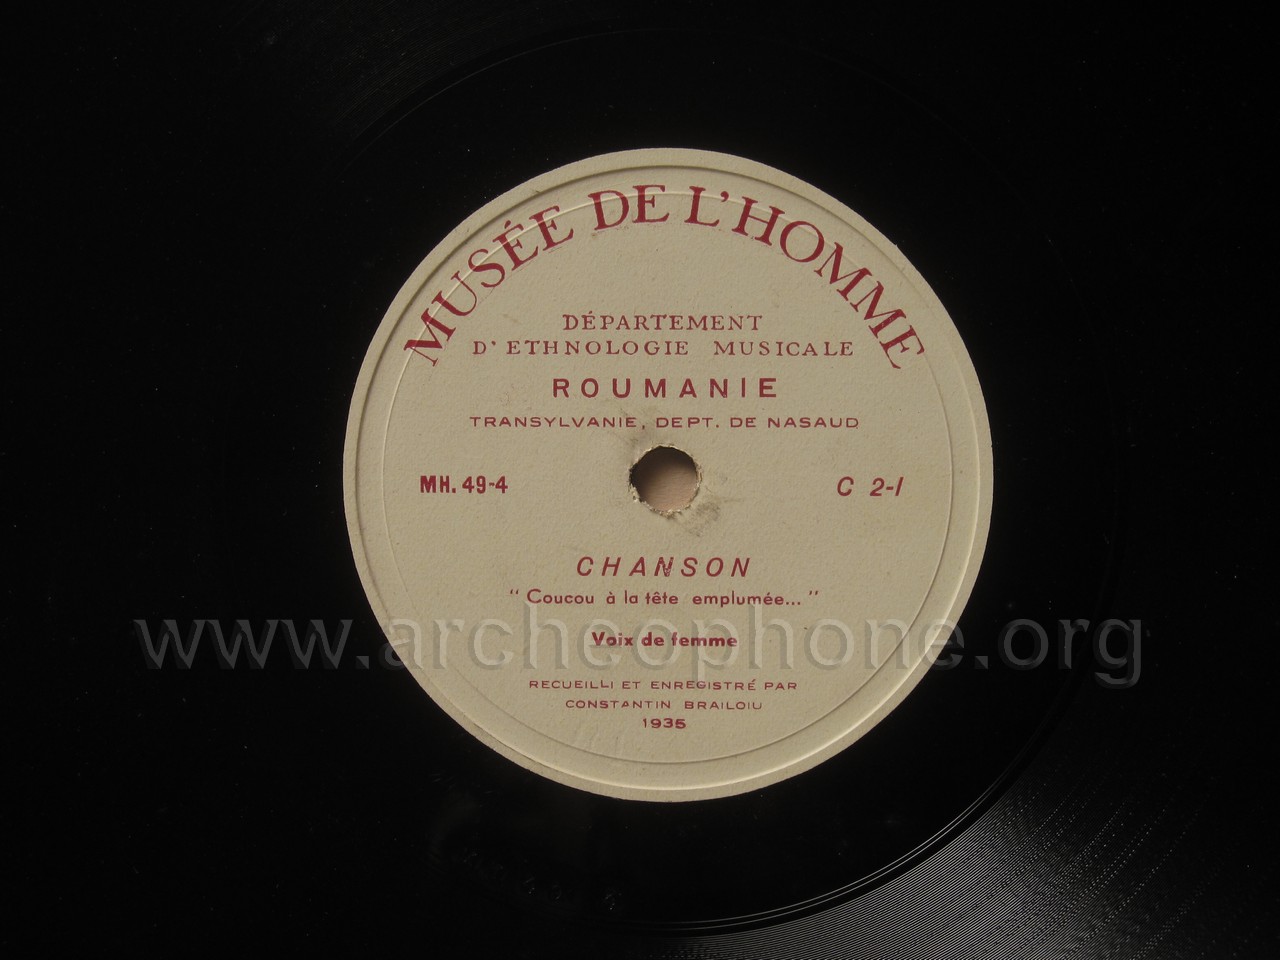 MUSÉE DE L'HOMME
DÉPARTEMENT
D'ETHNOLOGIE MUSICALE
ROUMANIE
TRANSYLVANIE, DEPT. DE NASAUD
MH. 49-4 C 2-1
CHANSON
" Coucou à la tête emplumée... "
www.archeophone.org
Voix de femme
RECUEILLI ET ENREGISTRÉ PAR
CONSTANTIN BRAILOIU
1935